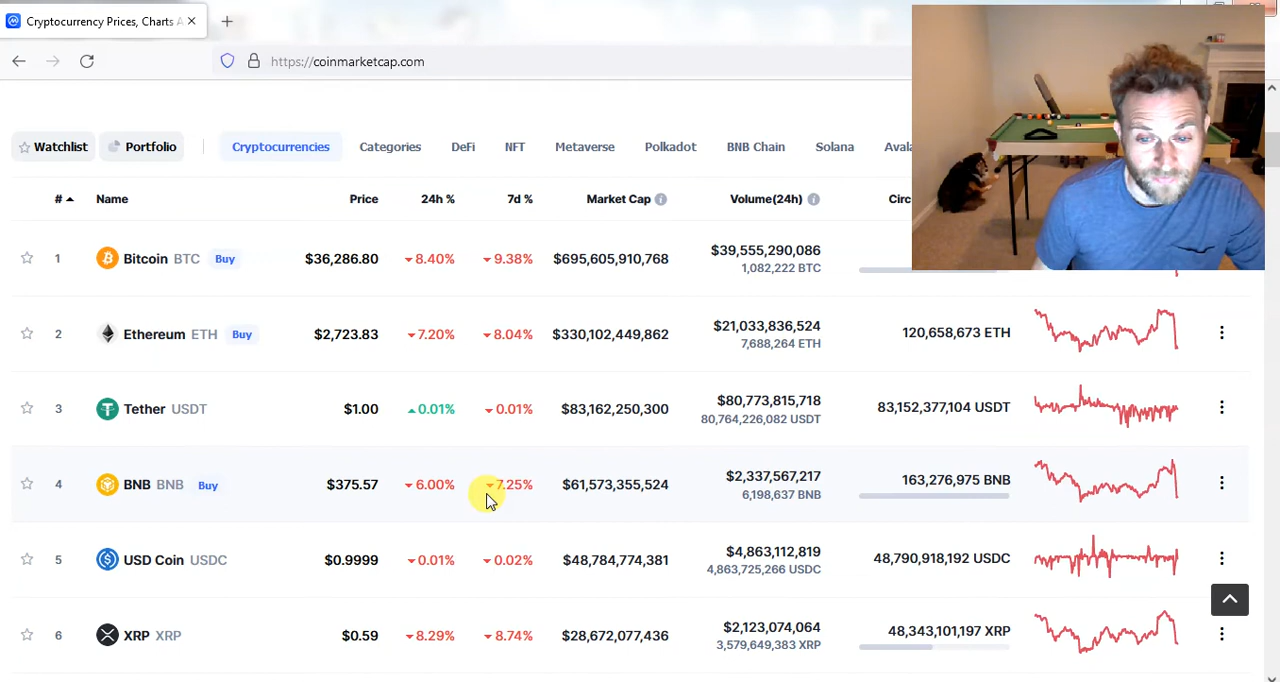 Cryptocurrency Prices, Charts A
https://coinmarketcap.com
Watchlist Portfolio Cryptocurrencies Categories DeFi NFT Metaverse Polkadot BNB Chain Solana Avala
# Name Price 24h % 7d % Market Cap Volume(24h) Circ
1 Bitcoin BTC Buy $36,286.80 8.40% 9.38% $695,605,910,768 $39,555,290,086
1,082,222 BTC
2 Ethereum ETH Buy $2,723.83 7.20% 8.04% $330,102,449,862 $21,033,836,524 120,658,673 ETH
7,688,264 ETH
3 Tether USDT $1.00 0.01% 0.01% $83,162,250,300 $80,773,815,718 83,152,377,104 USDT
80,764,226,082 USDT
4 BNB BNB Buy $375.57 6.00% 7.25% $61,573,355,524 $2,337,567,217 163,276,975 BNB
6,198,637 BNB
5 USD Coin USDC $0.9999 0.01% 0.02% $48,784,774,381 $4,863,112,819 48,790,918,192 USDC
4,863,725,266 USDC
6 XRP XRP $0.59 8.29% 8.74% $28,672,077,436 $2,123,074,064 48,343,101,197 XRP
3,579,649,383 XRP